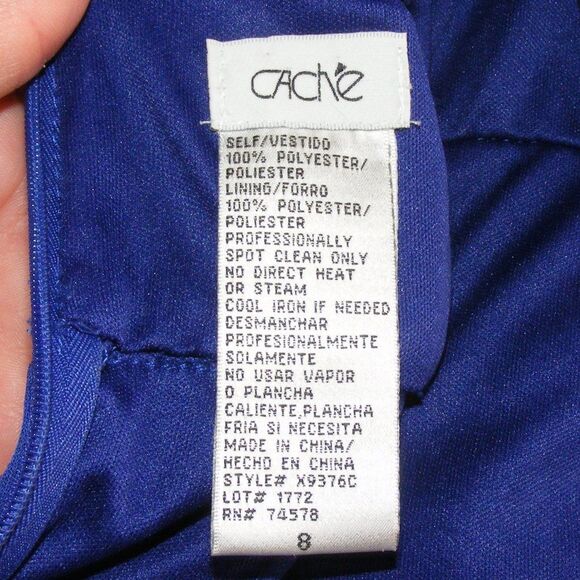 CAché
SELF/VESTIDO
100% POLYESTER/
POLIESTER
LINING/FORRO
100% POLYESTER/
POLIESTER
PROFESSIONALLY
SPOT CLEAN ONLY
NO DIRECT HEAT
OR STEAM
COOL IRON IF NEEDED
DESMANCHAR
PROFESIONALMENTE
SOLAMENTE
NO USAR VAPOR
O PLANCHA
CALIENTE,PLANCHA
FRIA SI NECESITA
MADE IN CHINA/
HECHO EN CHINA
STYLE# X9376C
LOT# 1772
RN# 74578
8